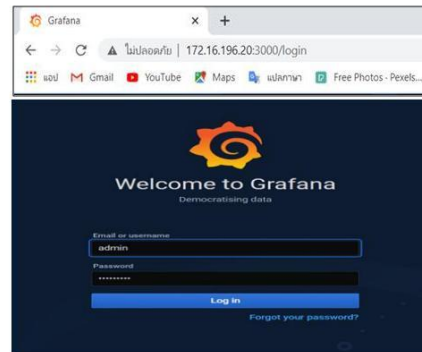 Grafana
ไม่ปลอดภัย | 172.16.196.20:3000/login
แอป Gmail YouTube Maps แปลภาษา Free Photos - Pexels...
Welcome to Grafana
Democratising data
Email or username
admin
Password
•••••••••
Log in
Forgot your password?